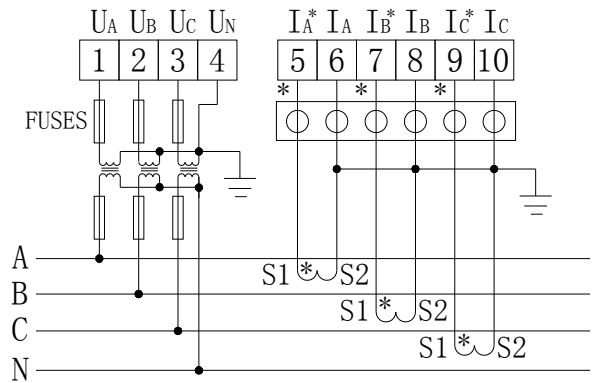 UA UB UC UN IA* IA IB* IB IC* IC
1 2 3 4 5 6 7 8 9 10
* * *
FUSES
A S1 * S2
B S1 * S2
C S1 * S2
N